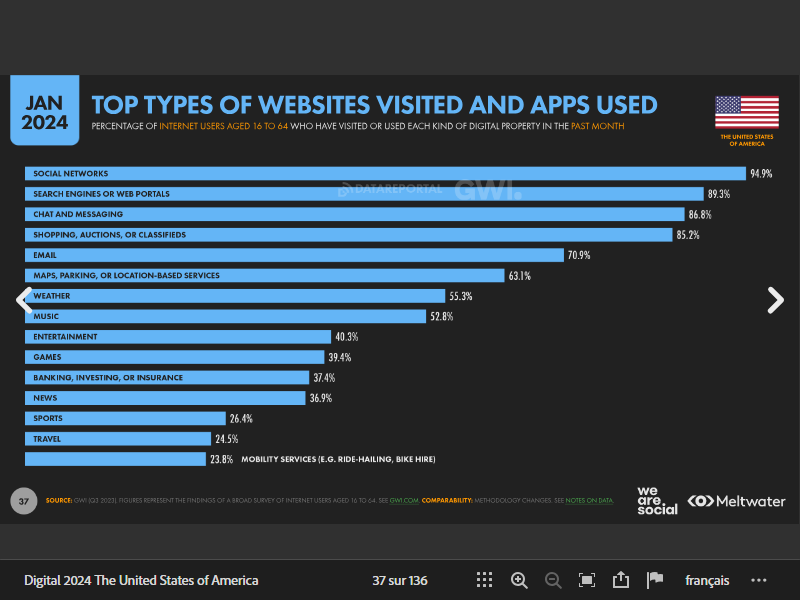 JAN
2024
TOP TYPES OF WEBSITES VISITED AND APPS USED
PERCENTAGE OF INTERNET USERS AGED 16 TO 64 WHO HAVE VISITED OR USED EACH KIND OF DIGITAL PROPERTY IN THE PAST MONTH
THE UNITED STATES
OF AMERICA
SOCIAL NETWORKS 94.9%
DATAREPORTAL GWI.
SEARCH ENGINES OR WEB PORTALS 89.3%
CHAT AND MESSAGING 86.8%
SHOPPING, AUCTIONS, OR CLASSIFIEDS 85.2%
EMAIL 70.9%
MAPS, PARKING, OR LOCATION-BASED SERVICES 63.1%
WEATHER 55.3%
MUSIC 52.8%
ENTERTAINMENT 40.3%
GAMES 39.4%
BANKING, INVESTING, OR INSURANCE 37.4%
NEWS 36.9%
SPORTS 26.4%
TRAVEL 24.5%
23.8% MOBILITY SERVICES (E.G. RIDE-HAILING, BIKE HIRE)
37 SOURCE: GWI (Q3 2023). FIGURES REPRESENT THE FINDINGS OF A BROAD SURVEY OF INTERNET USERS AGED 16 TO 64. SEE GWI.COM. COMPARABILITY: METHODOLOGY CHANGES. SEE NOTES ON DATA.
we
are.
social
Meltwater
Digital 2024 The United States of America 37 sur 136 français